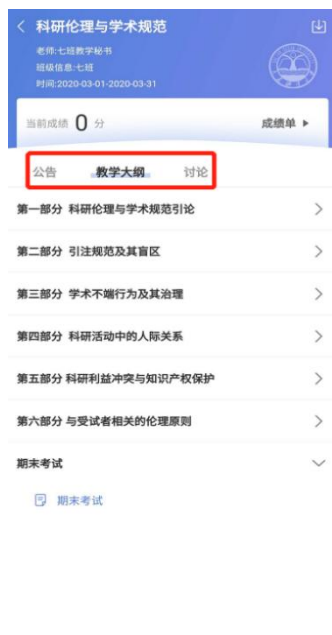 科研伦理与学术规范
老师:七班教学秘书
班级信息:七班
时间:2020-03-01-2020-03-31
当前成绩 0 分 成绩单
公告 教学大纲 讨论
第一部分 科研伦理与学术规范引论
第二部分 引注规范及其盲区
第三部分 学术不端行为及其治理
第四部分 科研活动中的人际关系
第五部分 科研利益冲突与知识产权保护
第六部分 与受试者相关的伦理原则
期末考试
期末考试